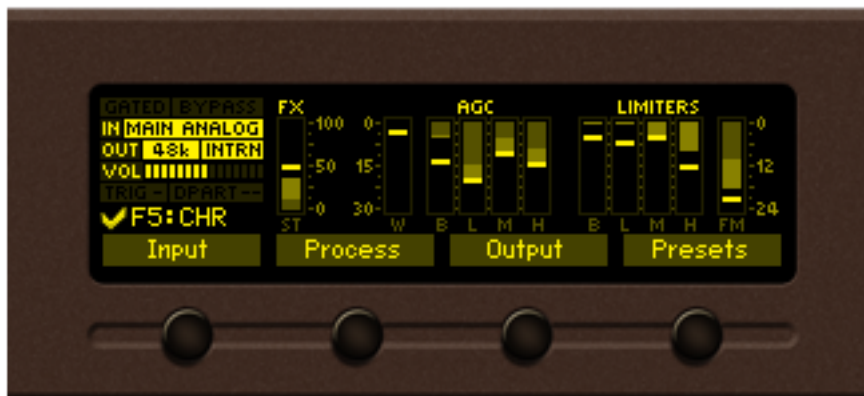 GATED BYPASS
IN MAIN ANALOG
OUT 48k INTRN
VOL
TRIG - DPART --
✓F5:CHR
FX
100
50
0
ST
AGC
0
15
30
W B L M H
LIMITERS
0
12
24
B L M H FM
Input Process Output Presets